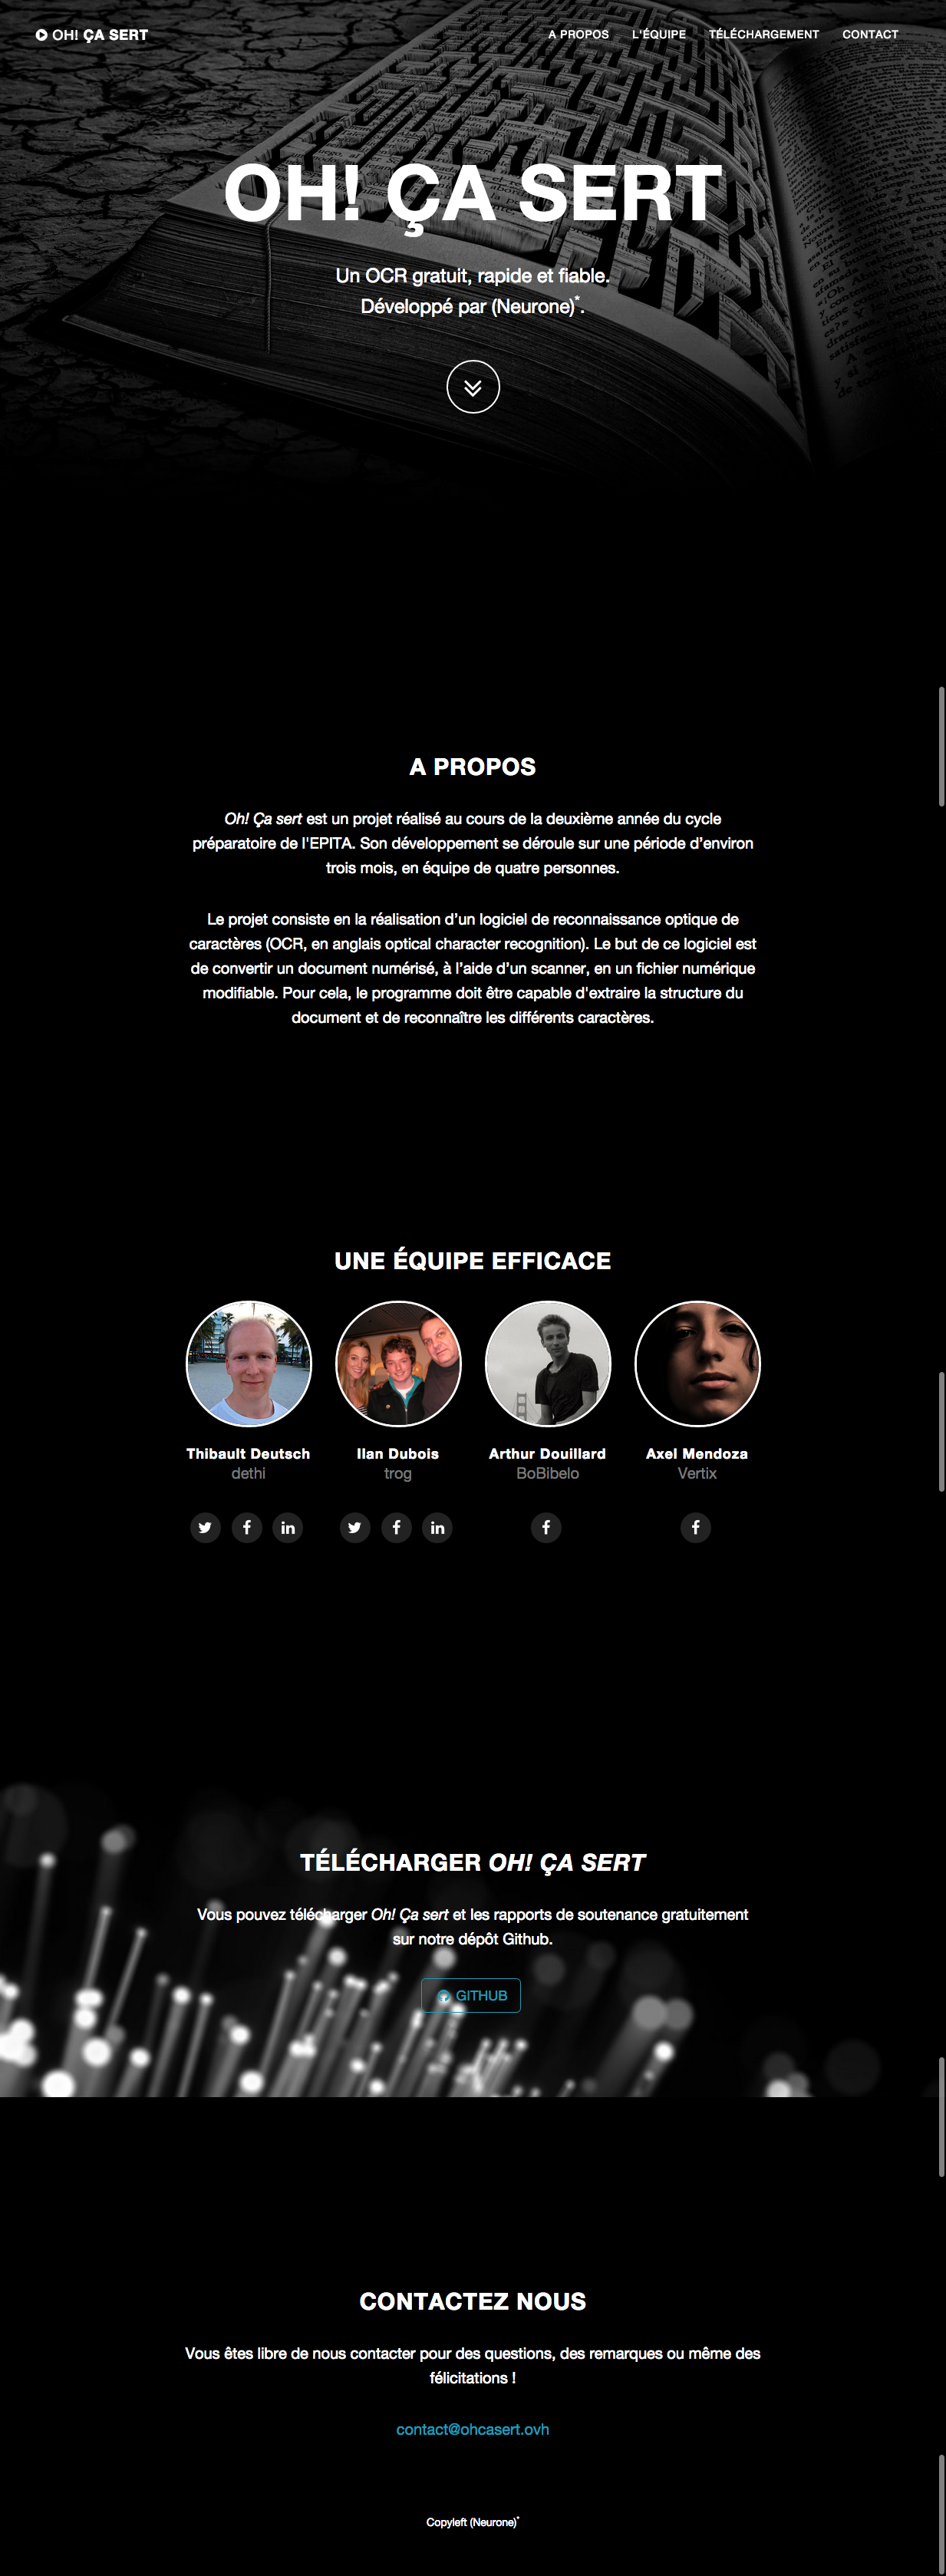 OH! ÇA SERT
A PROPOS L'ÉQUIPE TÉLÉCHARGEMENT CONTACT
OH! ÇA SERT
Un OCR gratuit, rapide et fiable.
Développé par (Neurone)*.
A PROPOS
Oh! Ça sert est un projet réalisé au cours de la deuxième année du cycle
préparatoire de l'EPITA. Son développement se déroule sur une période d’environ
trois mois, en équipe de quatre personnes.
Le projet consiste en la réalisation d’un logiciel de reconnaissance optique de
caractères (OCR, en anglais optical character recognition). Le but de ce logiciel est
de convertir un document numérisé, à l’aide d’un scanner, en un fichier numérique
modifiable. Pour cela, le programme doit être capable d'extraire la structure du
document et de reconnaître les différents caractères.
UNE ÉQUIPE EFFICACE
Thibault Deutsch
dethi
Ilan Dubois
trog
Arthur Douillard
BoBibelo
Axel Mendoza
Vertix
TÉLÉCHARGER OH! ÇA SERT
Vous pouvez télécharger Oh! Ça sert et les rapports de soutenance gratuitement
sur notre dépôt Github.
GITHUB
CONTACTEZ NOUS
Vous êtes libre de nous contacter pour des questions, des remarques ou même des
félicitations !
contact@ohcasert.ovh
Copyleft (Neurone)*